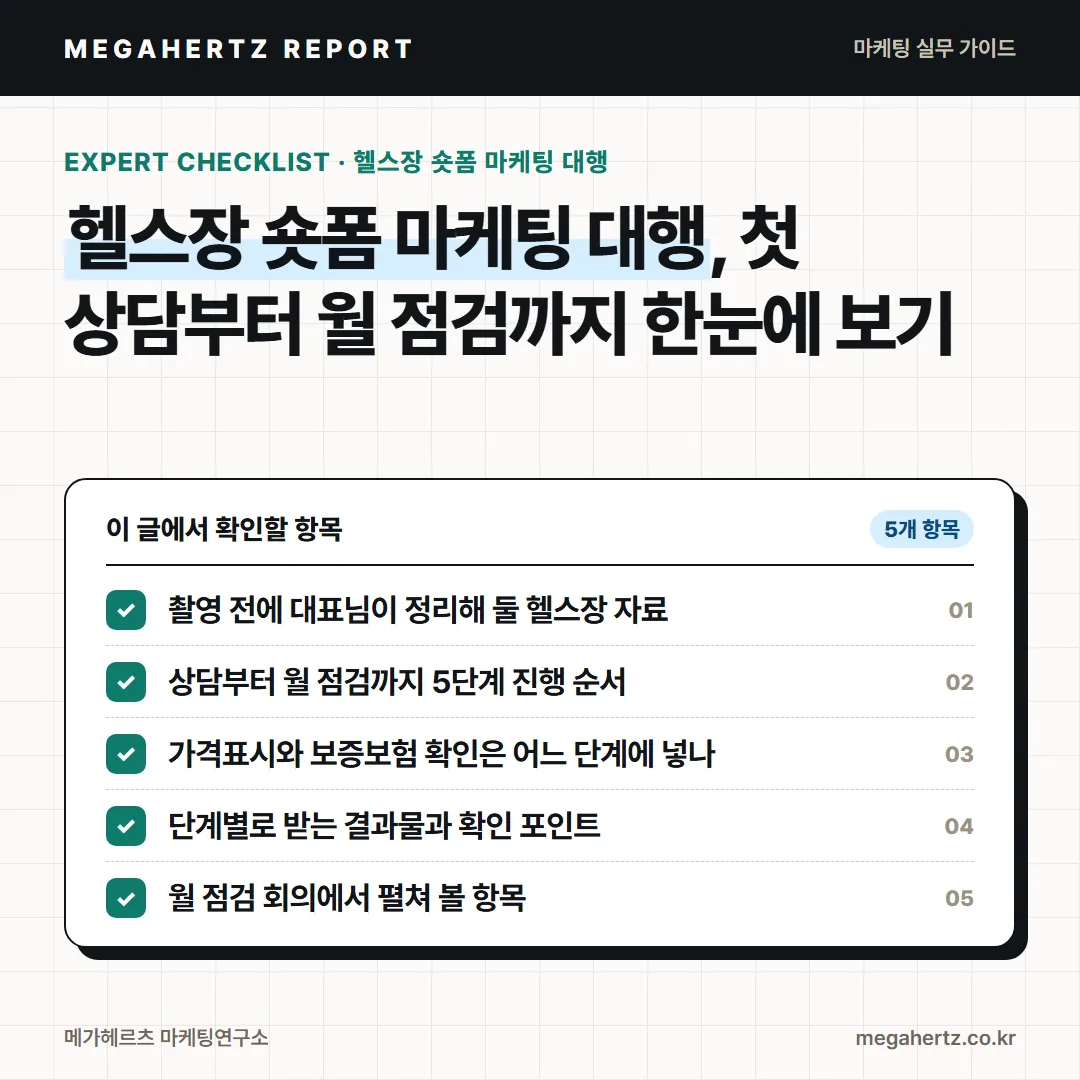 MEGAHERTZ REPORT
마케팅 실무 가이드
EXPERT CHECKLIST · 헬스장 숏폼 마케팅 대행
헬스장 숏폼 마케팅 대행, 첫
상담부터 월 점검까지 한눈에 보기
이 글에서 확인할 항목
5개 항목
촬영 전에 대표님이 정리해 둘 헬스장 자료
01
상담부터 월 점검까지 5단계 진행 순서
02
가격표시와 보증보험 확인은 어느 단계에 넣나
03
단계별로 받는 결과물과 확인 포인트
04
월 점검 회의에서 펼쳐 볼 항목
05
메가헤르츠 마케팅연구소
megahertz.co.kr